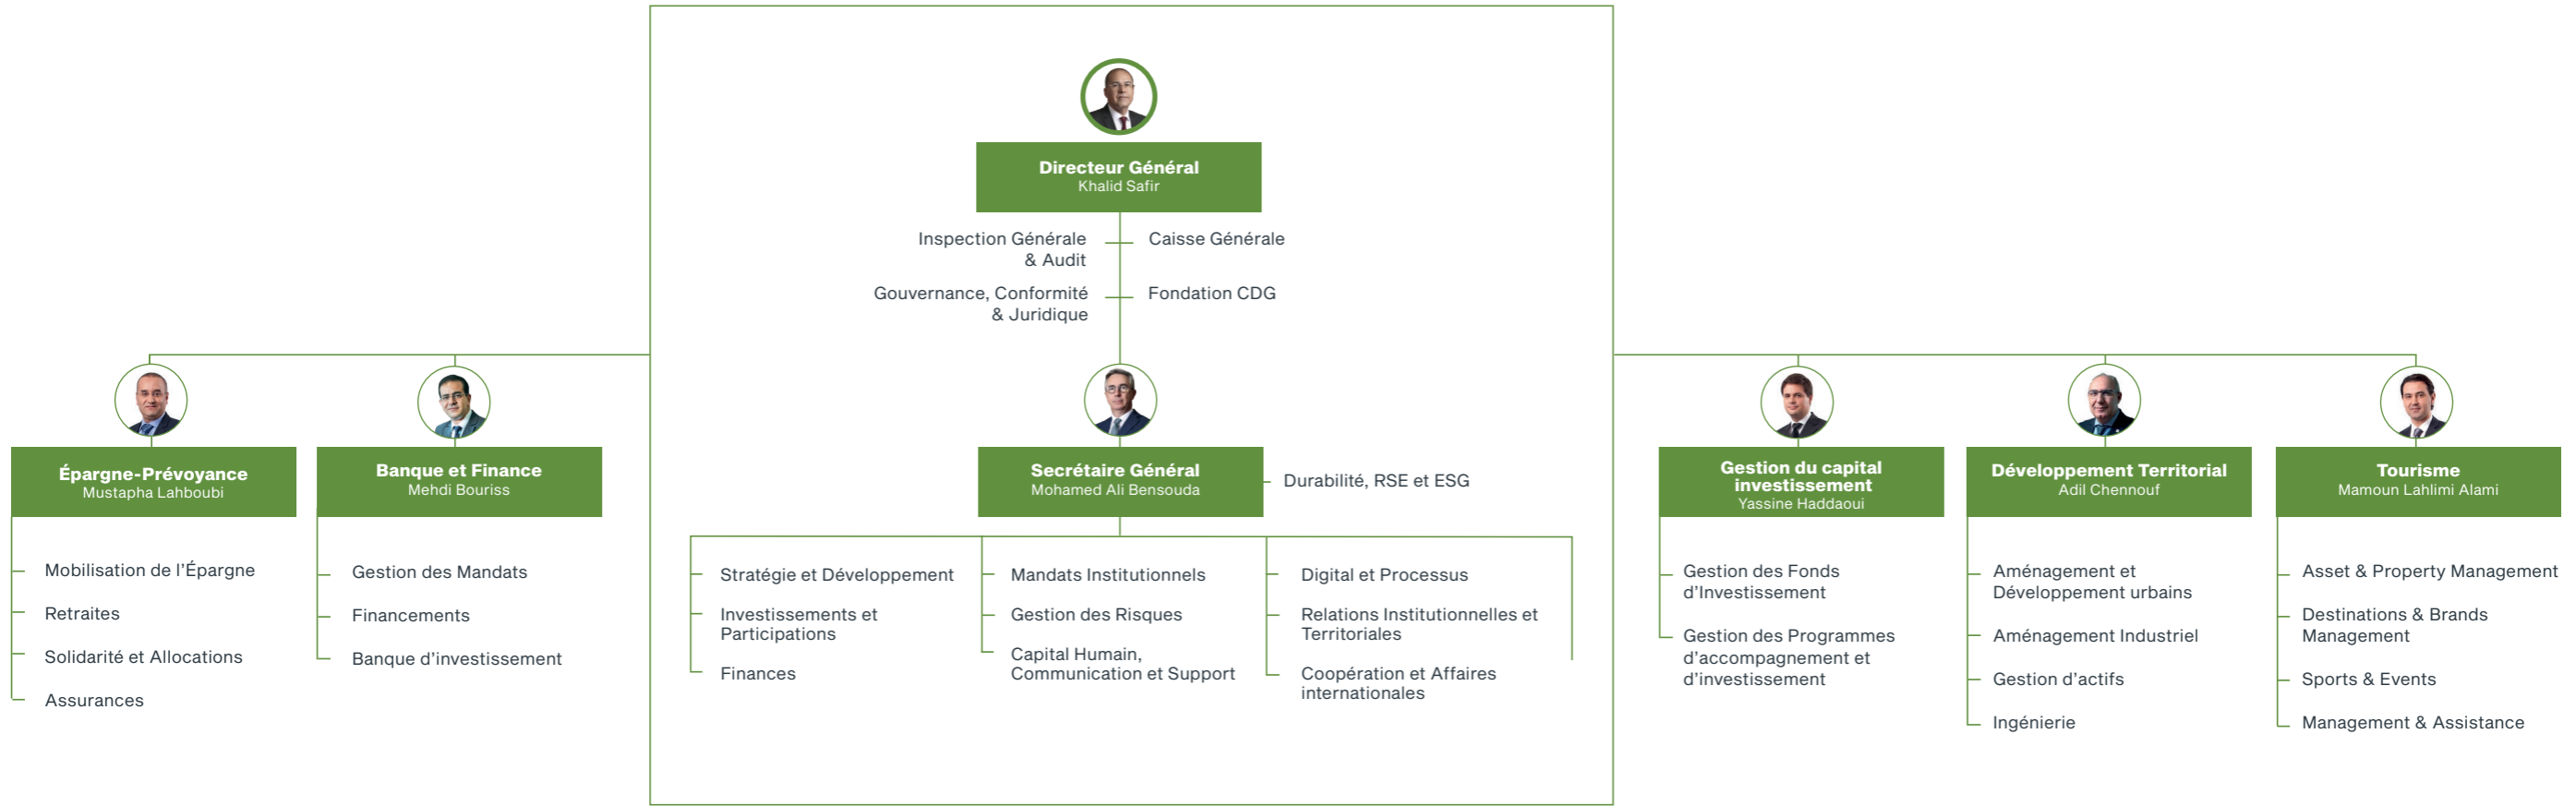 Directeur Général
Khalid Safir
Inspection Générale
& Audit
Caisse Générale
Gouvernance, Conformité
& Juridique
Fondation CDG
Épargne-Prévoyance
Mustapha Lahboubi
Mobilisation de l’Épargne
Retraites
Solidarité et Allocations
Assurances
Banque et Finance
Mehdi Bouriss
Gestion des Mandats
Financements
Banque d’investissement
Secrétaire Général
Mohamed Ali Bensouda
Durabilité, RSE et ESG
Stratégie et Développement
Investissements et
Participations
Finances
Mandats Institutionnels
Gestion des Risques
Capital Humain,
Communication et Support
Digital et Processus
Relations Institutionnelles et
Territoriales
Coopération et Affaires
internationales
Gestion du capital
investissement
Yassine Haddaoui
Gestion des Fonds
d’Investissement
Gestion des Programmes
d’accompagnement et
d’investissement
Développement Territorial
Adil Chennouf
Aménagement et
Développement urbains
Aménagement Industriel
Gestion d’actifs
Ingénierie
Tourisme
Mamoun Lahlimi Alami
Asset & Property Management
Destinations & Brands
Management
Sports & Events
Management & Assistance